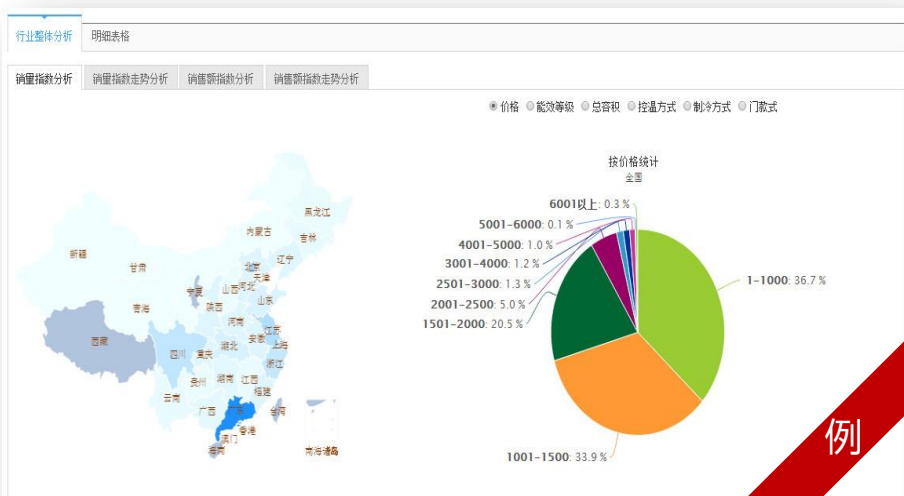 行业整体分析 明细表格
销量指数分析 销量指数走势分析 销售额指数分析 销售额指数走势分析
价格 能效等级 总容积 控温方式 制冷方式 门款式
按价格统计
全国
6001以上: 0.3 %
5001-6000: 0.1 %
4001-5000: 1.0 %
3001-4000: 1.2 %
2501-3000: 1.3 %
2001-2500: 5.0 %
1501-2000: 20.5 %
1-1000: 36.7 %
1001-1500: 33.9 %
黑龙江
内蒙古
吉林
新疆
甘肃
北京
辽宁
天津
宁夏
山西
河北
青海
陕西
山东
河南
西藏
江苏
安徽
上海
四川
重庆
湖北
浙江
贵州
湖南
江西
福建
云南
广西
广东
台湾
香港
澳门
海南
南海诸岛
例